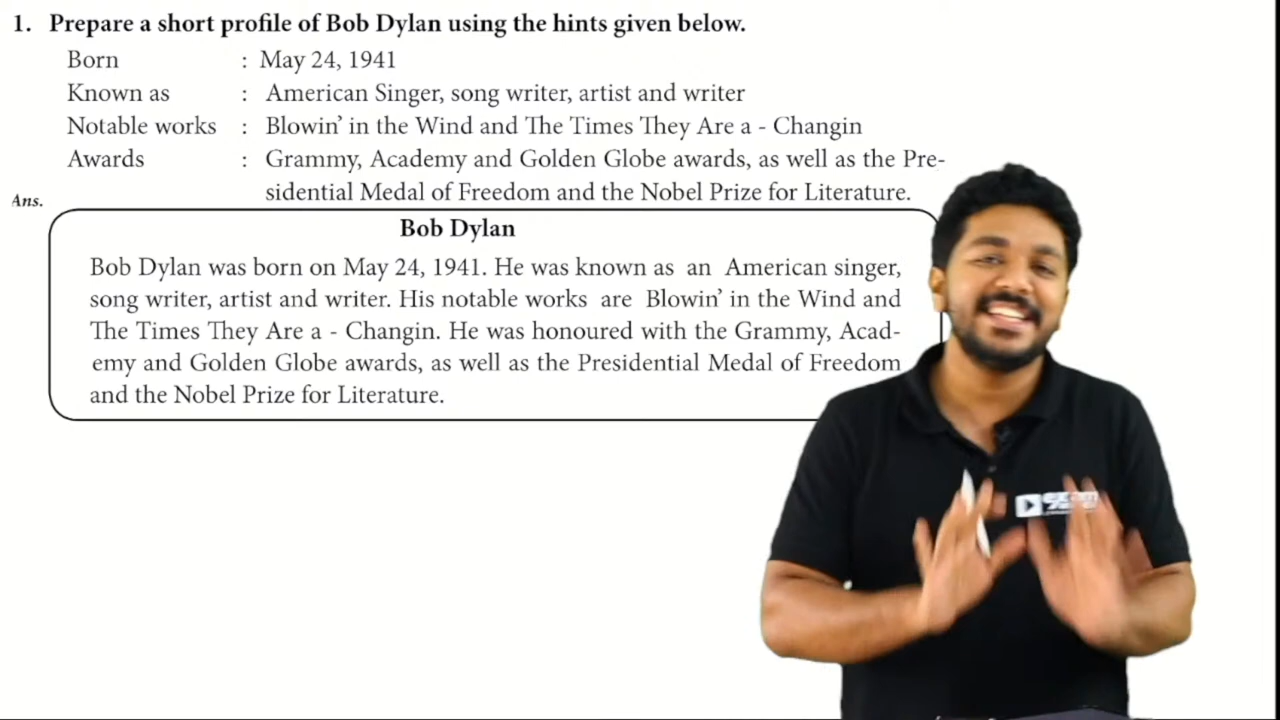 1. Prepare a short profile of Bob Dylan using the hints given below.
Born : May 24, 1941
Known as : American Singer, song writer, artist and writer
Notable works : Blowin’ in the Wind and The Times They Are a - Changin
Awards : Grammy, Academy and Golden Globe awards, as well as the Pre-
sidential Medal of Freedom and the Nobel Prize for Literature.
Ans.
Bob Dylan
Bob Dylan was born on May 24, 1941. He was known as an American singer,
song writer, artist and writer. His notable works are Blowin’ in the Wind and
The Times They Are a - Changin. He was honoured with the Grammy, Acad-
emy and Golden Globe awards, as well as the Presidential Medal of Freedom
and the Nobel Prize for Literature.